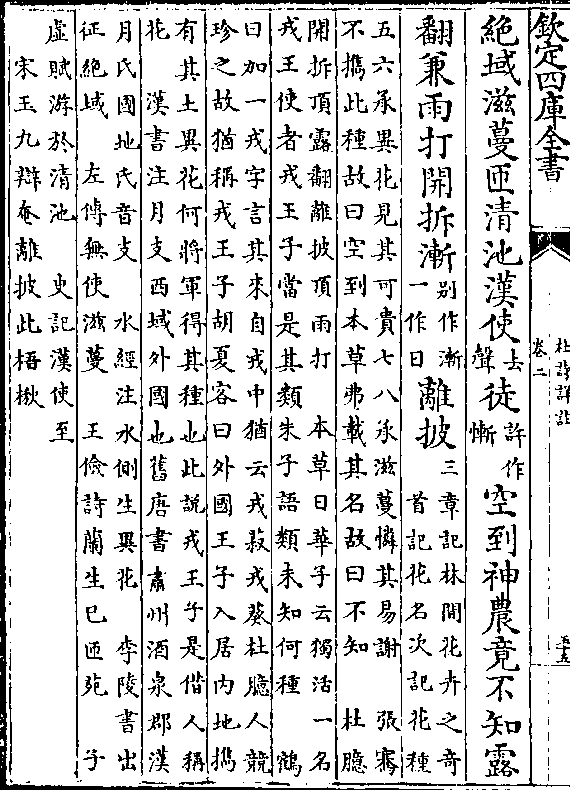 欽定四庫全書
杜詩詳註
卷二
絶域滋蔓匝清池漢使去聲徒許作慚空到神農竟不知露
翻兼雨打開拆漸別作漸一作日離披三章記林間花卉之奇首記花名次記花種
五六承異花見其可貴七八承滋蔓憐其易謝 張騫
不擕此種故曰空到本草弗載其名故曰不知 杜臆
開拆頂露翻離披頂雨打 本草日華子云獨活一名
戎王使者戎王子當是其類朱子語類未知何種 鶴
曰加一戎字言其來自戎中猶云戎菽戎葵杜臆人競
珍之故猶稱戎王子胡夏客曰外國王子入居内地擕
有其土異花何將軍得其種也此說戎王子是借人稱
花 漢書注月支西域外國也舊唐書肅州酒泉郡漢
月氏國地氏音支 水經注水側生異花 李陵書出
征絶域 左傳無使滋蔓 王儉詩蘭生已匝苑 子
虛賦游於清池 史記漢使至
宋玉九辯奄離披此梧楸